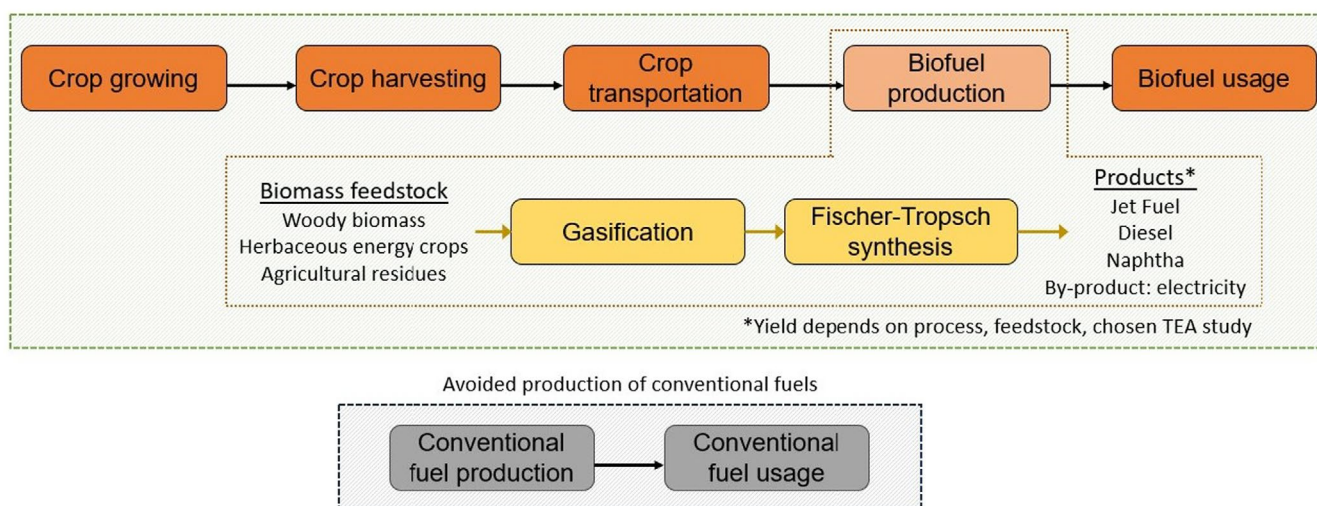 Crop growing
Crop harvesting
Crop
transportation
Biofuel
production
Biofuel usage
Biomass feedstock
Woody biomass
Herbaceous energy crops
Agricultural residues
Gasification
Fischer-Tropsch
synthesis
Products*
Jet Fuel
Diesel
Naphtha
By-product: electricity
*Yield depends on process, feedstock, chosen TEA study
Avoided production of conventional fuels
Conventional
fuel production
Conventional
fuel usage